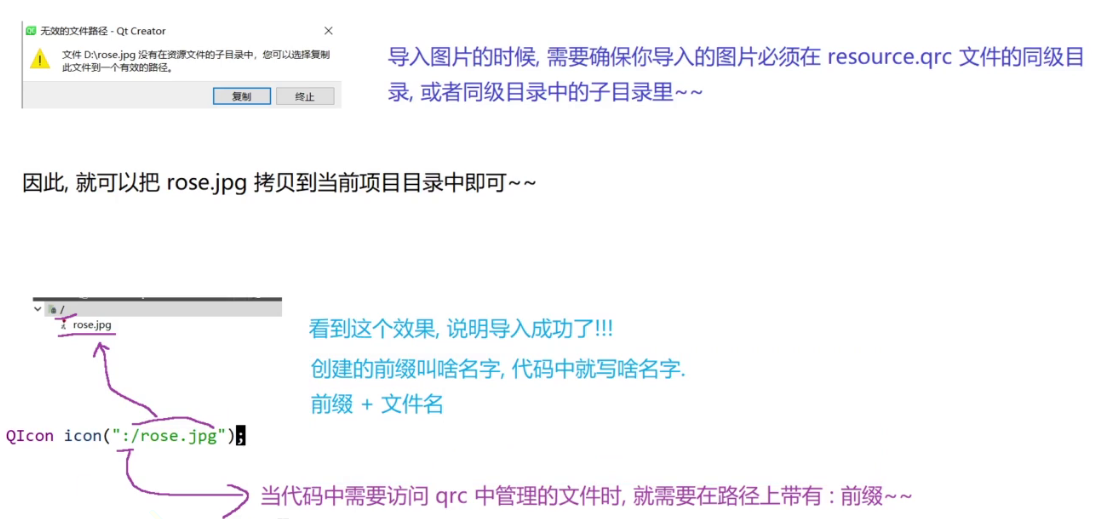 无效的文件路径 - Qt Creator
文件 D:\rose.jpg 没有在资源文件的子目录中，您可以选择复制
此文件到一个有效的路径。
复制
终止
导入图片的时候, 需要确保你导入的图片必须在 resource.qrc 文件的同级目
录, 或者同级目录中的子目录里~~
因此, 就可以把 rose.jpg 拷贝到当前项目目录中即可~~
/
rose.jpg
看到这个效果, 说明导入成功了!!!
创建的前缀叫啥名字, 代码中就写啥名字.
前缀 + 文件名
QIcon icon(":/rose.jpg");
当代码中需要访问 qrc 中管理的文件时, 就需要在路径上带有 : 前缀~~